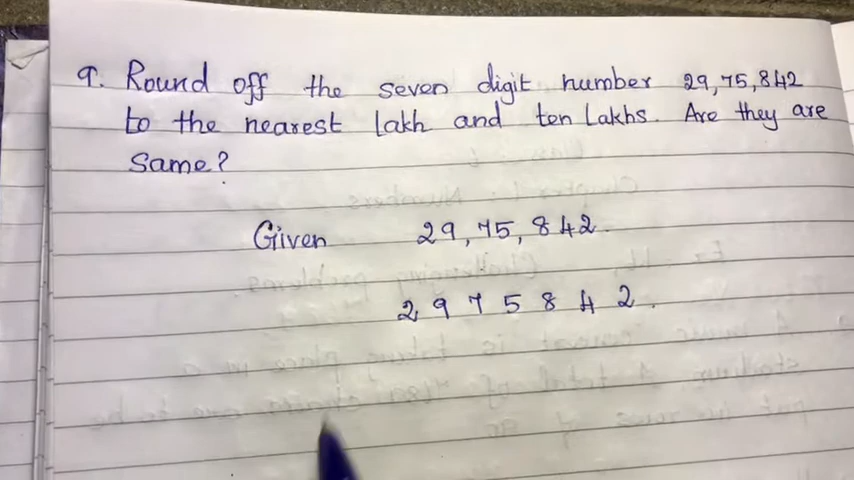 9. Round off the seven digit number 29,75,842
to the nearest lakh and ten Lakhs. Are they are
same?
Given 29,75,842.
2 9 7 5 8 4 2.